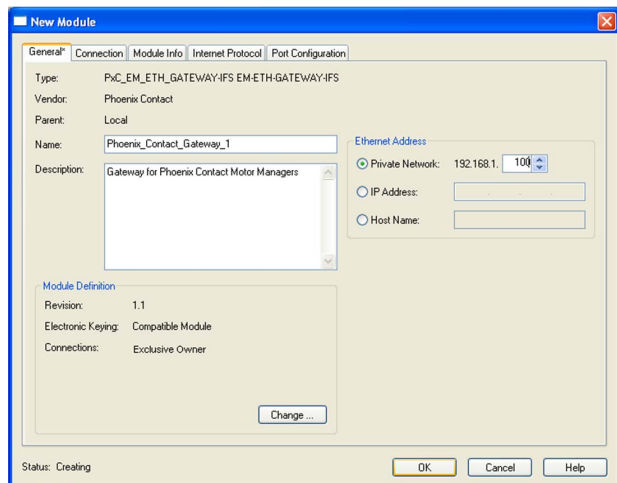 New Module
General* Connection Module Info Internet Protocol Port Configuration
Type: PxC_EM_ETH_GATEWAY-IFS EM-ETH-GATEWAY-IFS
Vendor: Phoenix Contact
Parent: Local
Name: Phoenix_Contact_Gateway_1
Description: Gateway for Phoenix Contact Motor Managers
Ethernet Address
Private Network: 192.168.1. 100
IP Address:
Host Name:
Module Definition
Revision: 1.1
Electronic Keying: Compatible Module
Connections: Exclusive Owner
Change ...
Status: Creating
OK Cancel Help